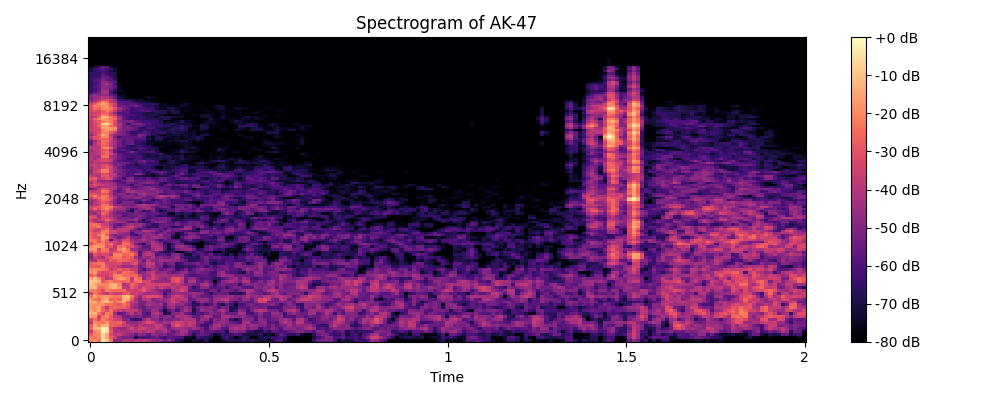 Spectrogram of AK-47
Hz
16384
8192
4096
2048
1024
512
0
0
0.5
1
1.5
2
Time
+0 dB
-10 dB
-20 dB
-30 dB
-40 dB
-50 dB
-60 dB
-70 dB
-80 dB